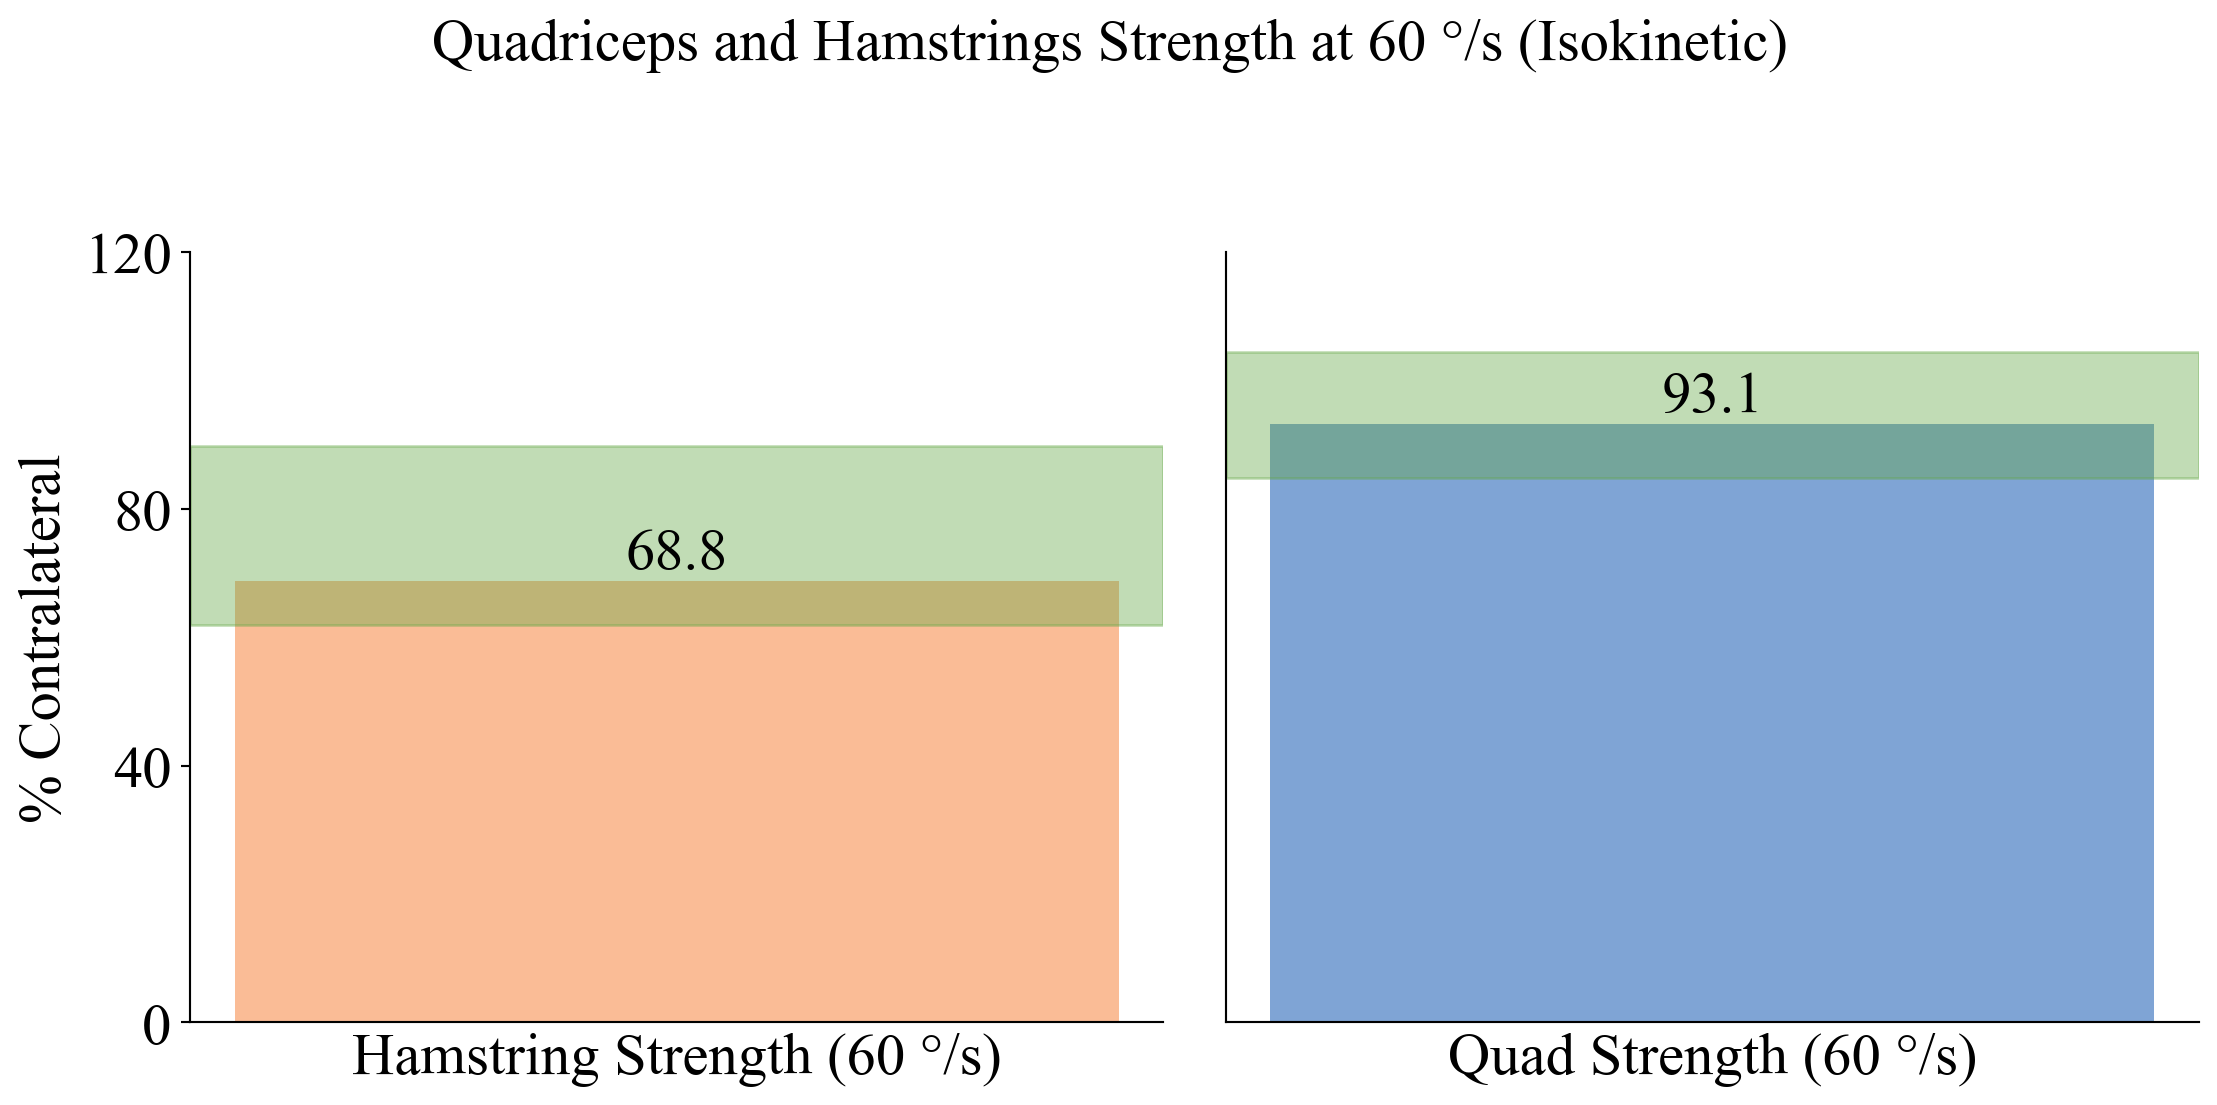 Quadriceps and Hamstrings Strength at 60 °/s (Isokinetic)
% Contralateral
120
80
40
0
68.8
93.1
Hamstring Strength (60 °/s)
Quad Strength (60 °/s)